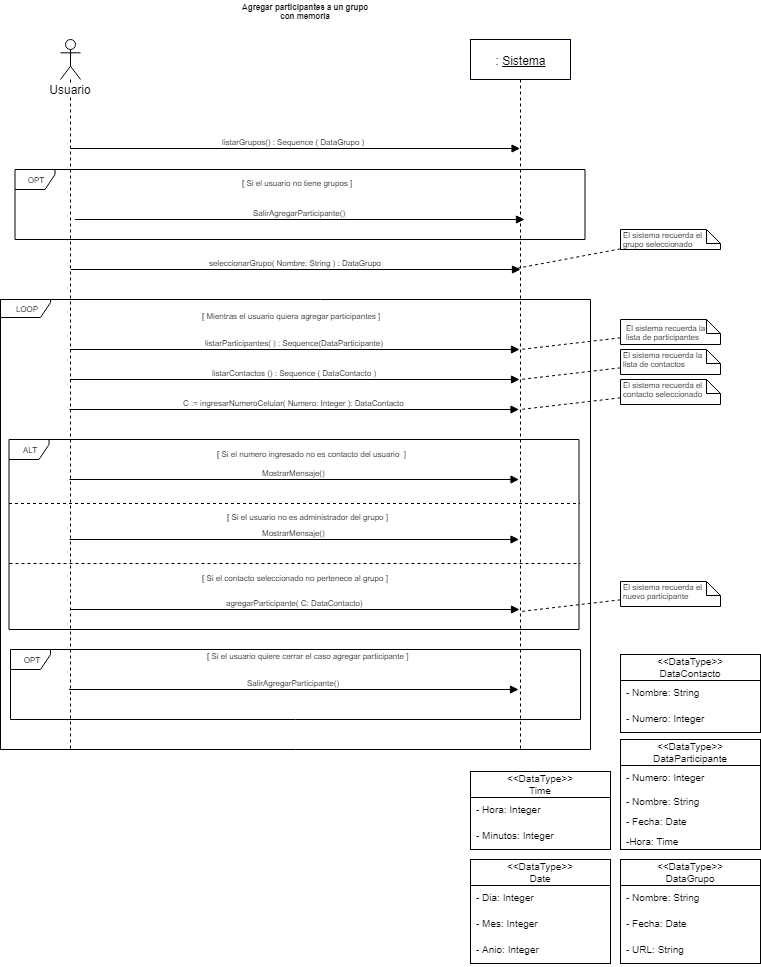 Agregar participantes a un grupo
con memoria
Usuario
: Sistema
listarGrupos() : Sequence ( DataGrupo )
OPT
[ Si el usuario no tiene grupos ]
SalirAgregarParticipante()
El sistema recuerda el
grupo seleccionado
seleccionarGrupo( Nombre: String ) : DataGrupo
LOOP
[ Mientras el usuario quiera agregar participantes ]
El sistema recuerda la
lista de participantes
listarParticipantes( ) : Sequence(DataParticipante)
El sistema recuerda la
lista de contactos
listarContactos () : Sequence ( DataContacto )
El sistema recuerda el
contacto seleccionado
C := ingresarNumeroCelular( Numero: Integer ): DataContacto
ALT
[ Si el numero ingresado no es contacto del usuario  ]
MostrarMensaje()
[ Si el usuario no es administrador del grupo ]
MostrarMensaje()
[ Si el contacto seleccionado no pertenece al grupo ]
El sistema recuerda el
nuevo participante
agregarParticipante( C: DataContacto)
OPT
[ Si el usuario quiere cerrar el caso agregar participante ]
SalirAgregarParticipante()
<<DataType>>
DataContacto
- Nombre: String
- Numero: Integer
<<DataType>>
DataParticipante
- Numero: Integer
- Nombre: String
- Fecha: Date
-Hora: Time
<<DataType>>
Time
- Hora: Integer
- Minutos: Integer
<<DataType>>
Date
- Dia: Integer
- Mes: Integer
- Anio: Integer
<<DataType>>
DataGrupo
- Nombre: String
- Fecha: Date
- URL: String